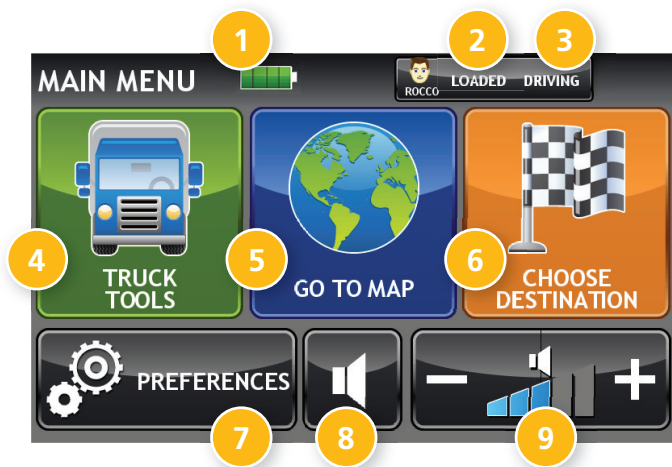 1
2
3
MAIN MENU
ROCCO
LOADED DRIVING
4
TRUCK
TOOLS
5
GO TO MAP
6
CHOOSE
DESTINATION
PREFERENCES
7
8
9